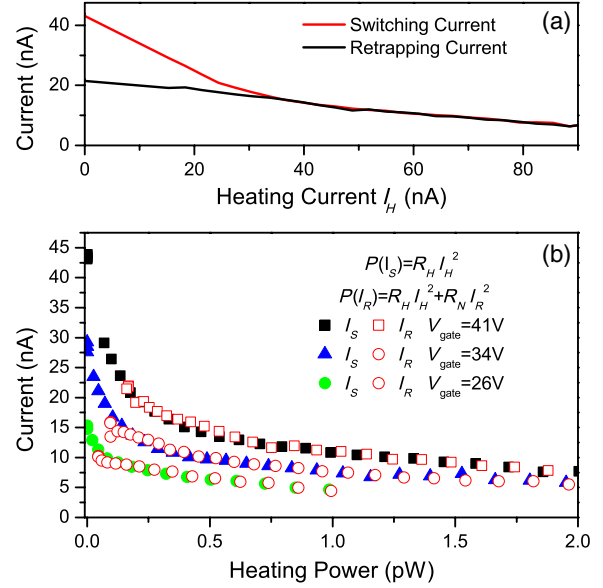 (a)
Switching Current
Retrapping Current
40
20
0
Current (nA)
0 20 40 60 80
Heating Current I_H (nA)
(b)
P(I_S)=R_H I_H^2
P(I_R)=R_H I_H^2+R_N I_R^2
I_S I_R V_gate=41V
I_S I_R V_gate=34V
I_S I_R V_gate=26V
45
40
35
30
25
20
15
10
5
0
Current (nA)
0.0 0.5 1.0 1.5 2.0
Heating Power (pW)